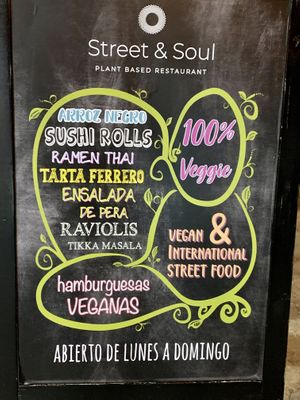 Street & Soul
PLANT BASED RESTAURANT
ARROZ NEGRO
SUSHI ROLLS
RAMEN THAI
TARTA FERRERO
ENSALADA
DE PERA
RAVIOLIS
TIKKA MASALA
100%
Veggie
VEGAN &
INTERNATIONAL
STREET FOOD
hamburguesas
VEGANAS
ABIERTO DE LUNES A DOMINGO